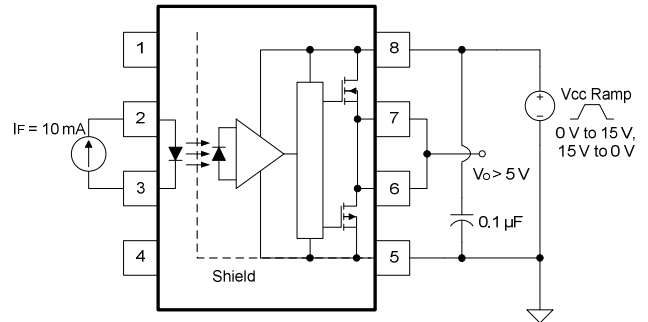 1
8
Vcc Ramp
0 V to 15 V,
15 V to 0 V
IF = 10 mA
2
7
VO > 5 V
3
6
0.1 µF
4
5
Shield
+
-